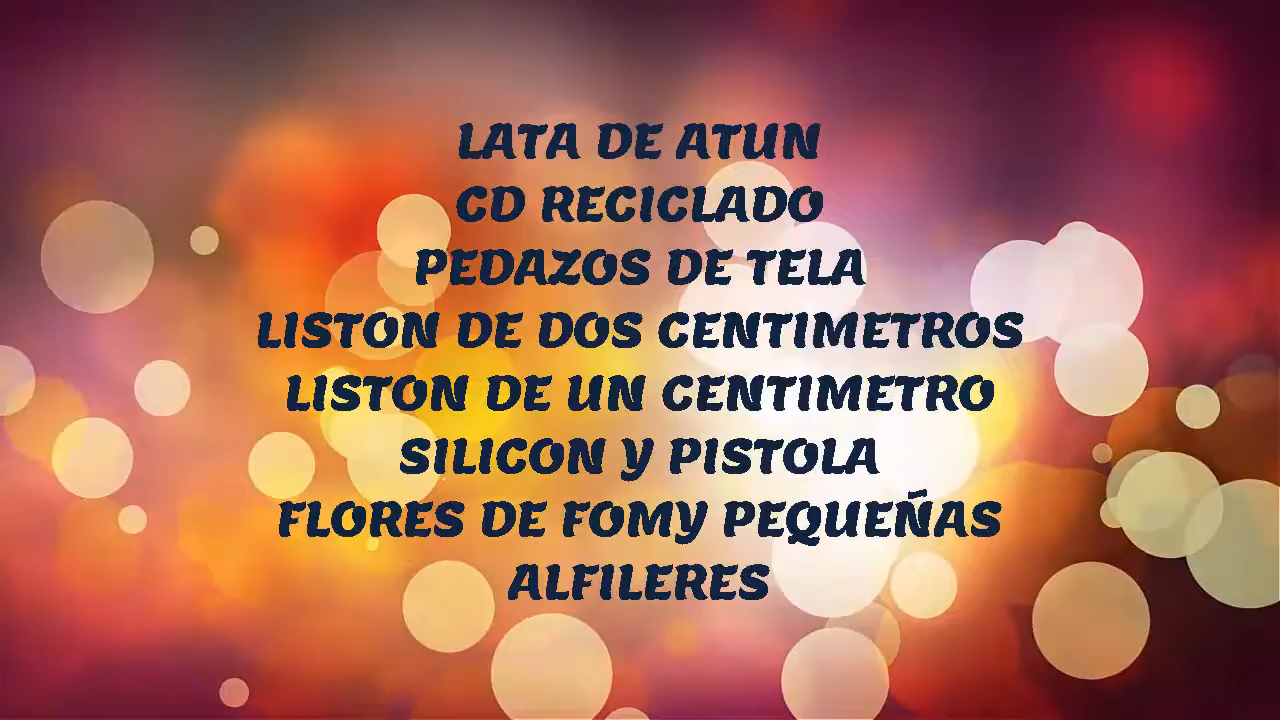 LATA DE ATUN
CD RECICLADO
PEDAZOS DE TELA
LISTON DE DOS CENTIMETROS
LISTON DE UN CENTIMETRO
SILICON Y PISTOLA
FLORES DE FOMY PEQUEÑAS
ALFILERES